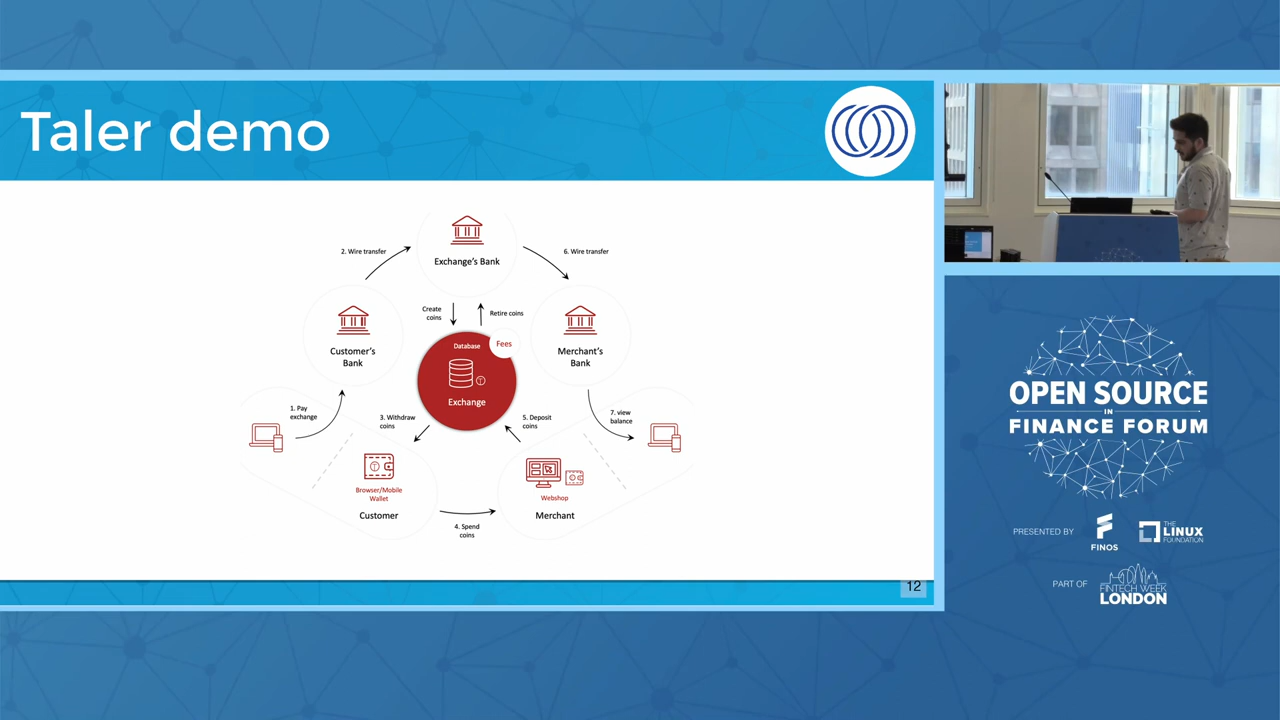 Taler demo
2. Wire transfer
Exchange's Bank
6. Wire transfer
Create
coins
Retire coins
Customer's
Bank
Database
Fees
Exchange
Merchant's
Bank
1. Pay
exchange
3. Withdraw
coins
5. Deposit
coins
7. view
balance
Browser/Mobile
Wallet
Customer
4. Spend
coins
Webshop
Merchant
12
OPEN SOURCE
IN
FINANCE FORUM
PRESENTED BY
FINOS
THE
LINUX
FOUNDATION
PART OF
FINTECH WEEK
LONDON